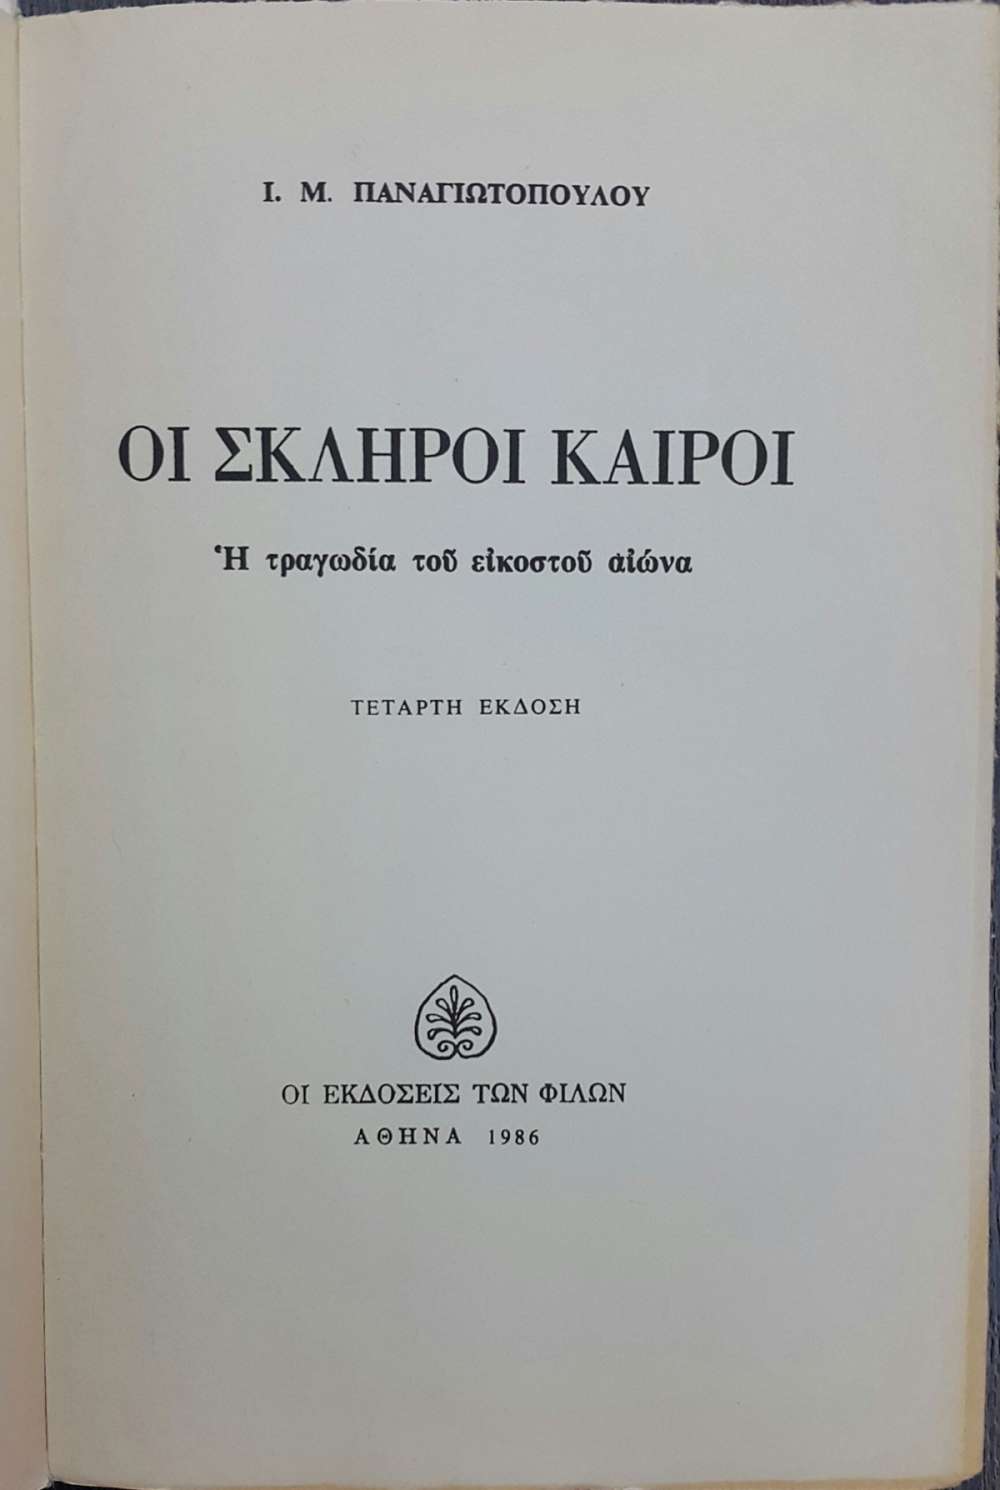 Ι. Μ. ΠΑΝΑΓΙΩΤΟΠΟΥΛΟΥ
ΟΙ ΣΚΛΗΡΟΙ ΚΑΙΡΟΙ
Ἡ τραγωδία τοῦ εἰκοστοῦ αἰώνα
ΤΕΤΑΡΤΗ ΕΚΔΟΣΗ
ΟΙ ΕΚΔΟΣΕΙΣ ΤΩΝ ΦΙΛΩΝ
ΑΘΗΝΑ 1986